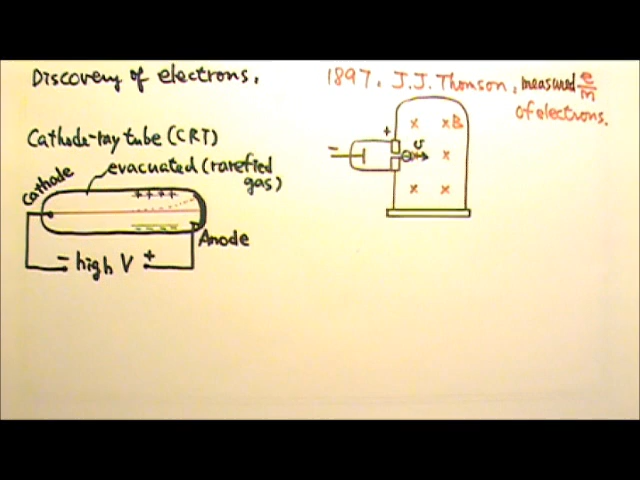 Discovery of electrons.
Cathode-ray tube (CRT)
evacuated (rarefied
gas)
Cathode
++++
Anode
− high V +
1897. J.J. Thomson, measured e/m
of electrons.
× ×B
− + − v
×
× ×